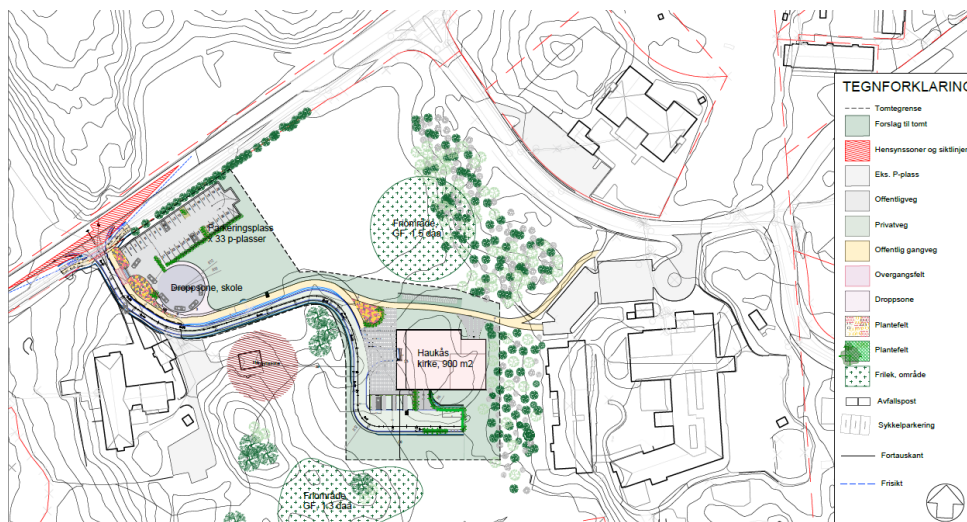 TEGNFORKLARING
Tomtegrense
Forslag til tomt
Hensynssoner og siktlinjer
Eks. P-plass
Offentligveg
Privatveg
Offentlig gangveg
Overgangsfelt
Droppsone
Plantefelt
Plantefelt
Frilek, område
Avfallspost
Sykkelparkering
Fortauskant
Frisikt
Parkeringsplass
x 33 p-plasser
Droppsone, skole
Friområde
GF, 1,5 daa
Haukås
kirke, 900 m2
Friområde
GF, 1,3 daa